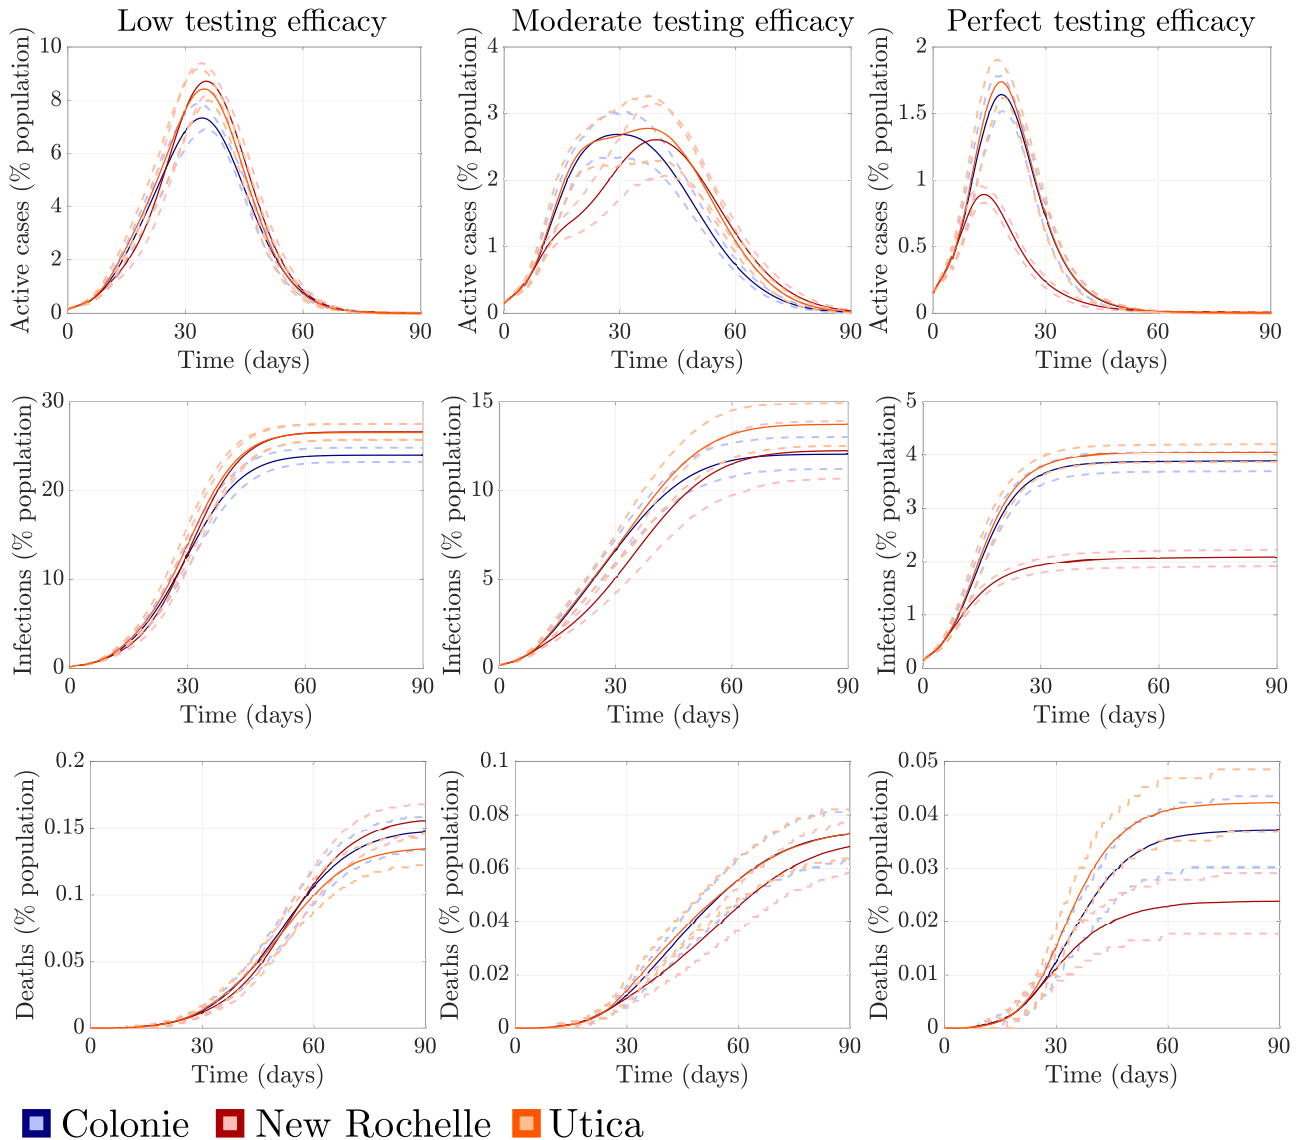 Low testing efficacy
Moderate testing efficacy
Perfect testing efficacy
Active cases (% population)
10
8
6
4
2
0
0 30 60 90
Time (days)
Active cases (% population)
4
3
2
1
0
0 30 60 90
Time (days)
Active cases (% population)
2
1.5
1
0.5
0
0 30 60 90
Time (days)
Infections (% population)
30
20
10
0
0 30 60 90
Time (days)
Infections (% population)
15
10
5
0
0 30 60 90
Time (days)
Infections (% population)
5
4
3
2
1
0
0 30 60 90
Time (days)
Deaths (% population)
0.2
0.15
0.1
0.05
0
0 30 60 90
Time (days)
Deaths (% population)
0.1
0.08
0.06
0.04
0.02
0
0 30 60 90
Time (days)
Deaths (% population)
0.05
0.04
0.03
0.02
0.01
0
0 30 60 90
Time (days)
Colonie New Rochelle Utica